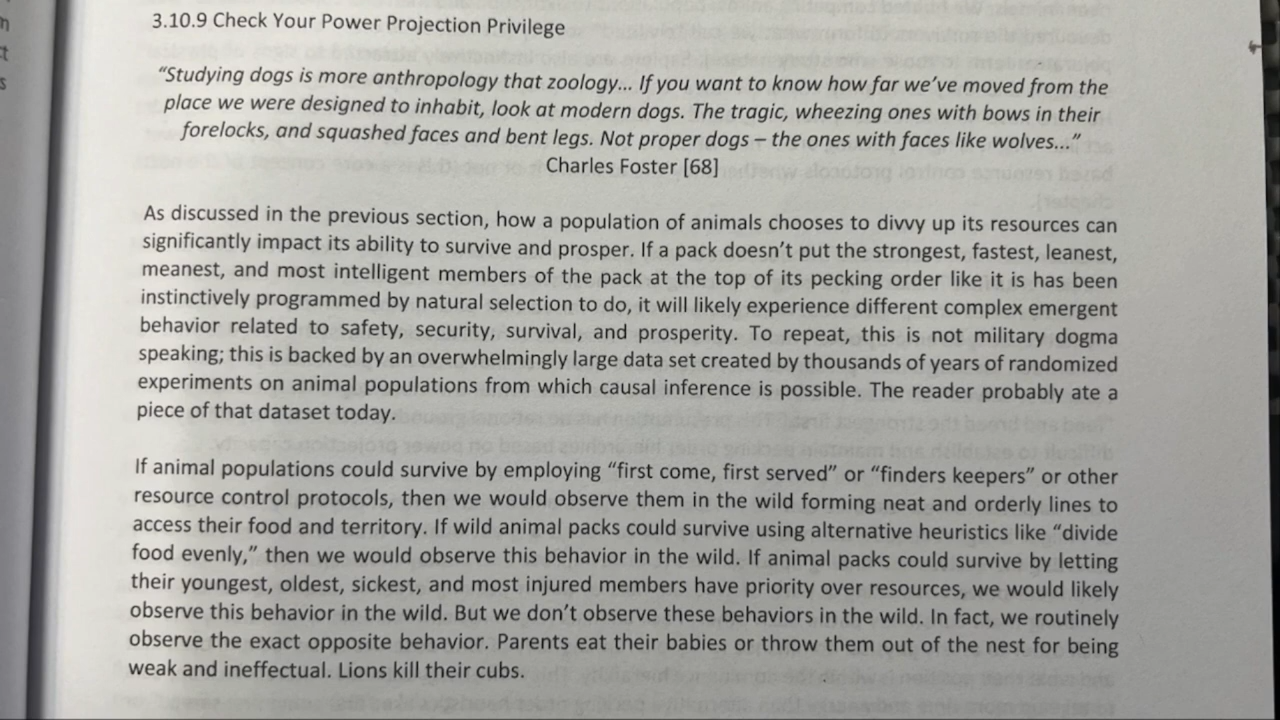 3.10.9 Check Your Power Projection Privilege
“Studying dogs is more anthropology that zoology... If you want to know how far we’ve moved from the
place we were designed to inhabit, look at modern dogs. The tragic, wheezing ones with bows in their
forelocks, and squashed faces and bent legs. Not proper dogs – the ones with faces like wolves...”
Charles Foster [68]
As discussed in the previous section, how a population of animals chooses to divvy up its resources can
significantly impact its ability to survive and prosper. If a pack doesn’t put the strongest, fastest, leanest,
meanest, and most intelligent members of the pack at the top of its pecking order like it is has been
instinctively programmed by natural selection to do, it will likely experience different complex emergent
behavior related to safety, security, survival, and prosperity. To repeat, this is not military dogma
speaking; this is backed by an overwhelmingly large data set created by thousands of years of randomized
experiments on animal populations from which causal inference is possible. The reader probably ate a
piece of that dataset today.
If animal populations could survive by employing “first come, first served” or “finders keepers” or other
resource control protocols, then we would observe them in the wild forming neat and orderly lines to
access their food and territory. If wild animal packs could survive using alternative heuristics like “divide
food evenly,” then we would observe this behavior in the wild. If animal packs could survive by letting
their youngest, oldest, sickest, and most injured members have priority over resources, we would likely
observe this behavior in the wild. But we don’t observe these behaviors in the wild. In fact, we routinely
observe the exact opposite behavior. Parents eat their babies or throw them out of the nest for being
weak and ineffectual. Lions kill their cubs.